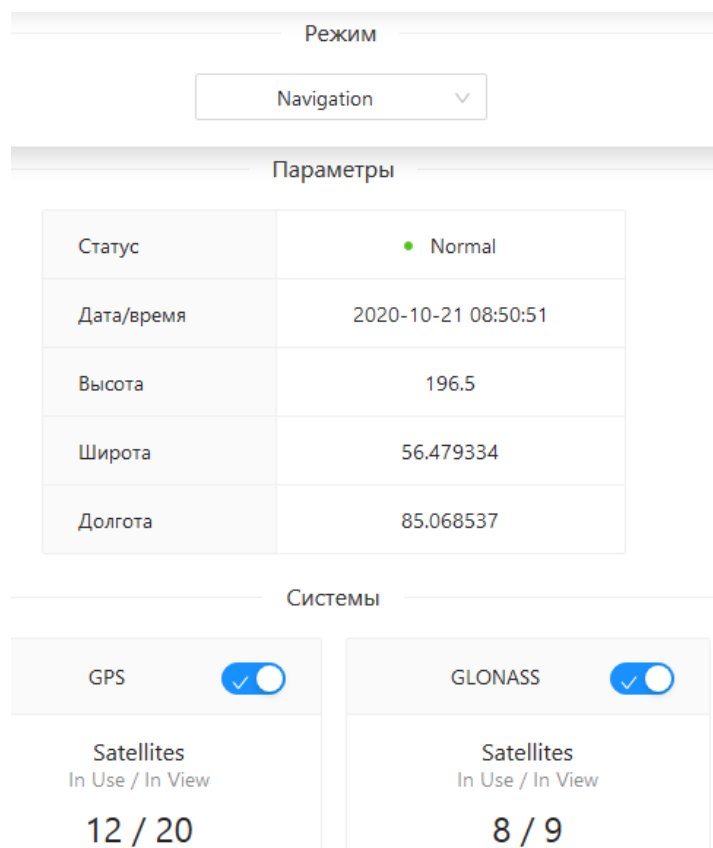 Режим
Navigation
Параметры
Статус Normal
Дата/время 2020-10-21 08:50:51
Высота 196.5
Широта 56.479334
Долгота 85.068537
Системы
GPS GLONASS
Satellites Satellites
In Use / In View In Use / In View
12 / 20 8 / 9